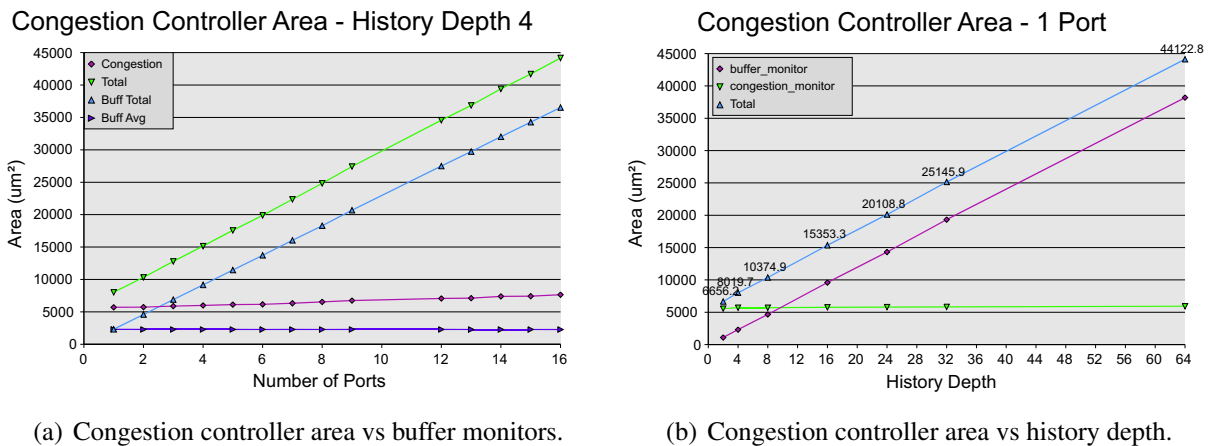 Congestion Controller Area - History Depth 4
Area (um²)
45000
40000
35000
30000
25000
20000
15000
10000
5000
0
Congestion
Total
Buff Total
Buff Avg
0 2 4 6 8 10 12 14 16
Number of Ports
(a) Congestion controller area vs buffer monitors.
Congestion Controller Area - 1 Port
Area (um²)
45000
40000
35000
30000
25000
20000
15000
10000
5000
0
buffer_monitor
congestion_monitor
Total
6656.2
8019.7
10374.9
15353.3
20108.8
25145.9
44122.8
0 4 8 12 16 20 24 28 32 36 40 44 48 52 56 60 64
History Depth
(b) Congestion controller area vs history depth.